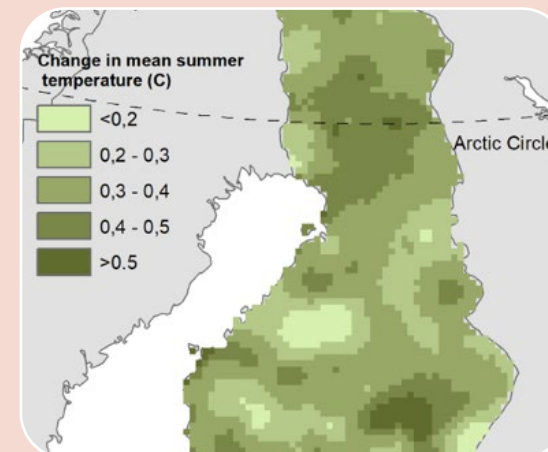 Change in mean summer
temperature (C)
<0,2
0,2 - 0,3
0,3 - 0,4
0,4 - 0,5
>0.5
Arctic Circle